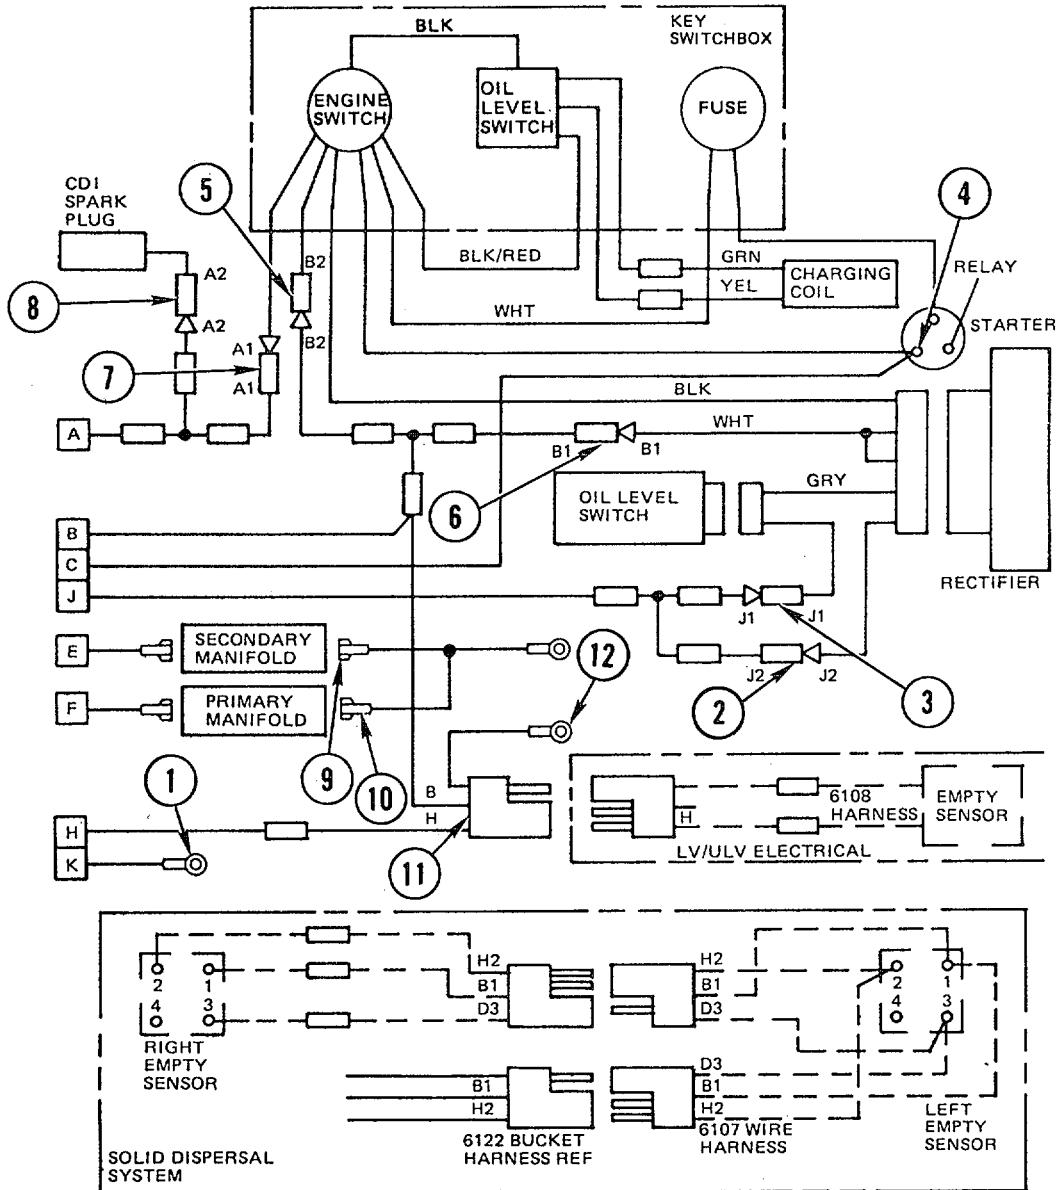 BLK
KEY
SWITCHBOX
ENGINE
SWITCH
OIL
LEVEL
SWITCH
FUSE
CDI
SPARK
PLUG
5
4
A2
B2
BLK/RED
GRN
RELAY
YEL
CHARGING
COIL
8
WHT
STARTER
A2
B2
A1
7
A1
BLK
A
WHT
B1
B1
GRY
6
OIL LEVEL
SWITCH
B
C
J
RECTIFIER
J1
J1
E
SECONDARY
MANIFOLD
12
J2
J2
F
PRIMARY
MANIFOLD
2
3
9
10
1
B
H
6108
HARNESS
EMPTY
SENSOR
H
H
K
LV/ULV ELECTRICAL
11
H2
B1
D3
H2
B1
D3
2
1
4
3
2
1
4
3
RIGHT
EMPTY
SENSOR
B1
H2
D3
B1
H2
LEFT
EMPTY
SENSOR
6122 BUCKET
HARNESS REF
6107 WIRE
HARNESS
SOLID DISPERSAL
SYSTEM